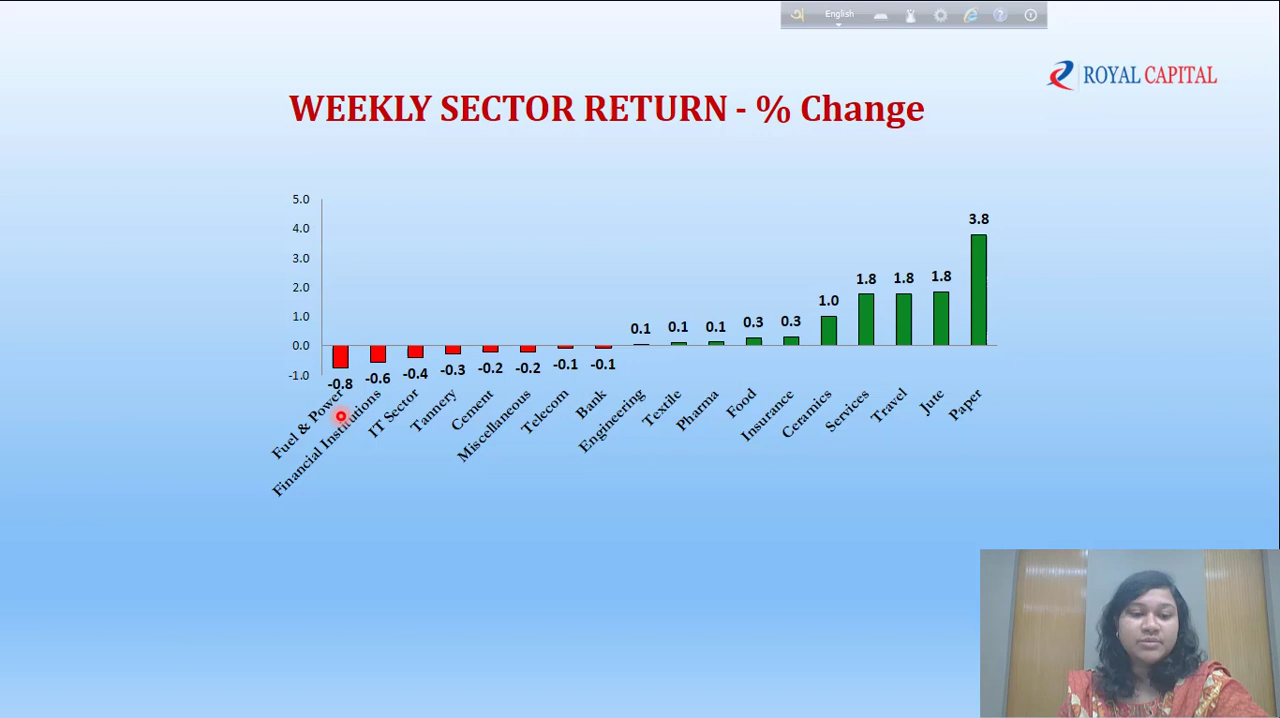 অ English
ROYAL CAPITAL
WEEKLY SECTOR RETURN - % Change
5.0
4.0
3.0
2.0
1.0
0.0
-1.0
-0.8
-0.6
-0.4
-0.3
-0.2
-0.2
-0.1
-0.1
0.1
0.1
0.1
0.3
0.3
1.0
1.8
1.8
1.8
3.8
Fuel & Power
Financial Institutions
IT Sector
Tannery
Cement
Miscellaneous
Telecom
Bank
Engineering
Textile
Pharma
Food
Insurance
Ceramics
Services
Travel
Jute
Paper